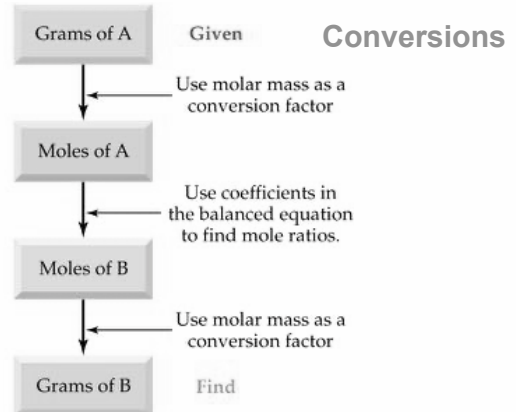 Grams of A Given Conversions
Use molar mass as a
conversion factor
Moles of A
Use coefficients in
the balanced equation
to find mole ratios.
Moles of B
Use molar mass as a
conversion factor
Grams of B Find